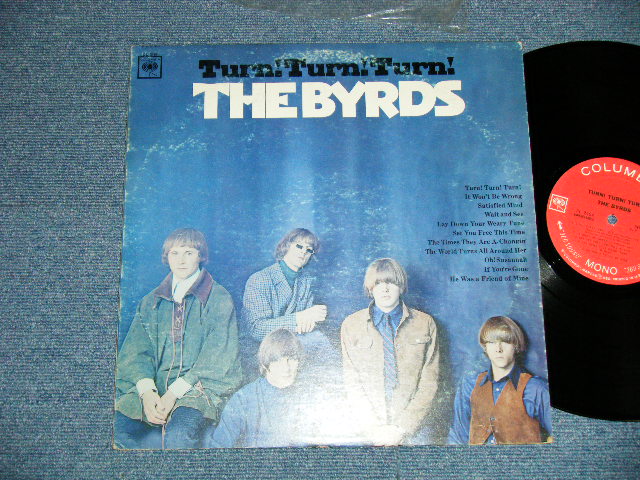 Turn! Turn! Turn!
THE BYRDS
Turn! Turn! Turn!
It Won't Be Wrong
Satisfied Mind
Wait and See
Lay Down Your Weary Tune
Set You Free This Time
The Times They Are A-Changin
The World Turns All Around Her
Oh! Susannah
If You're Gone
He Was a Friend of Mine
COLUMB
TURN! TURN! TUR
THE BYRDS
MONO